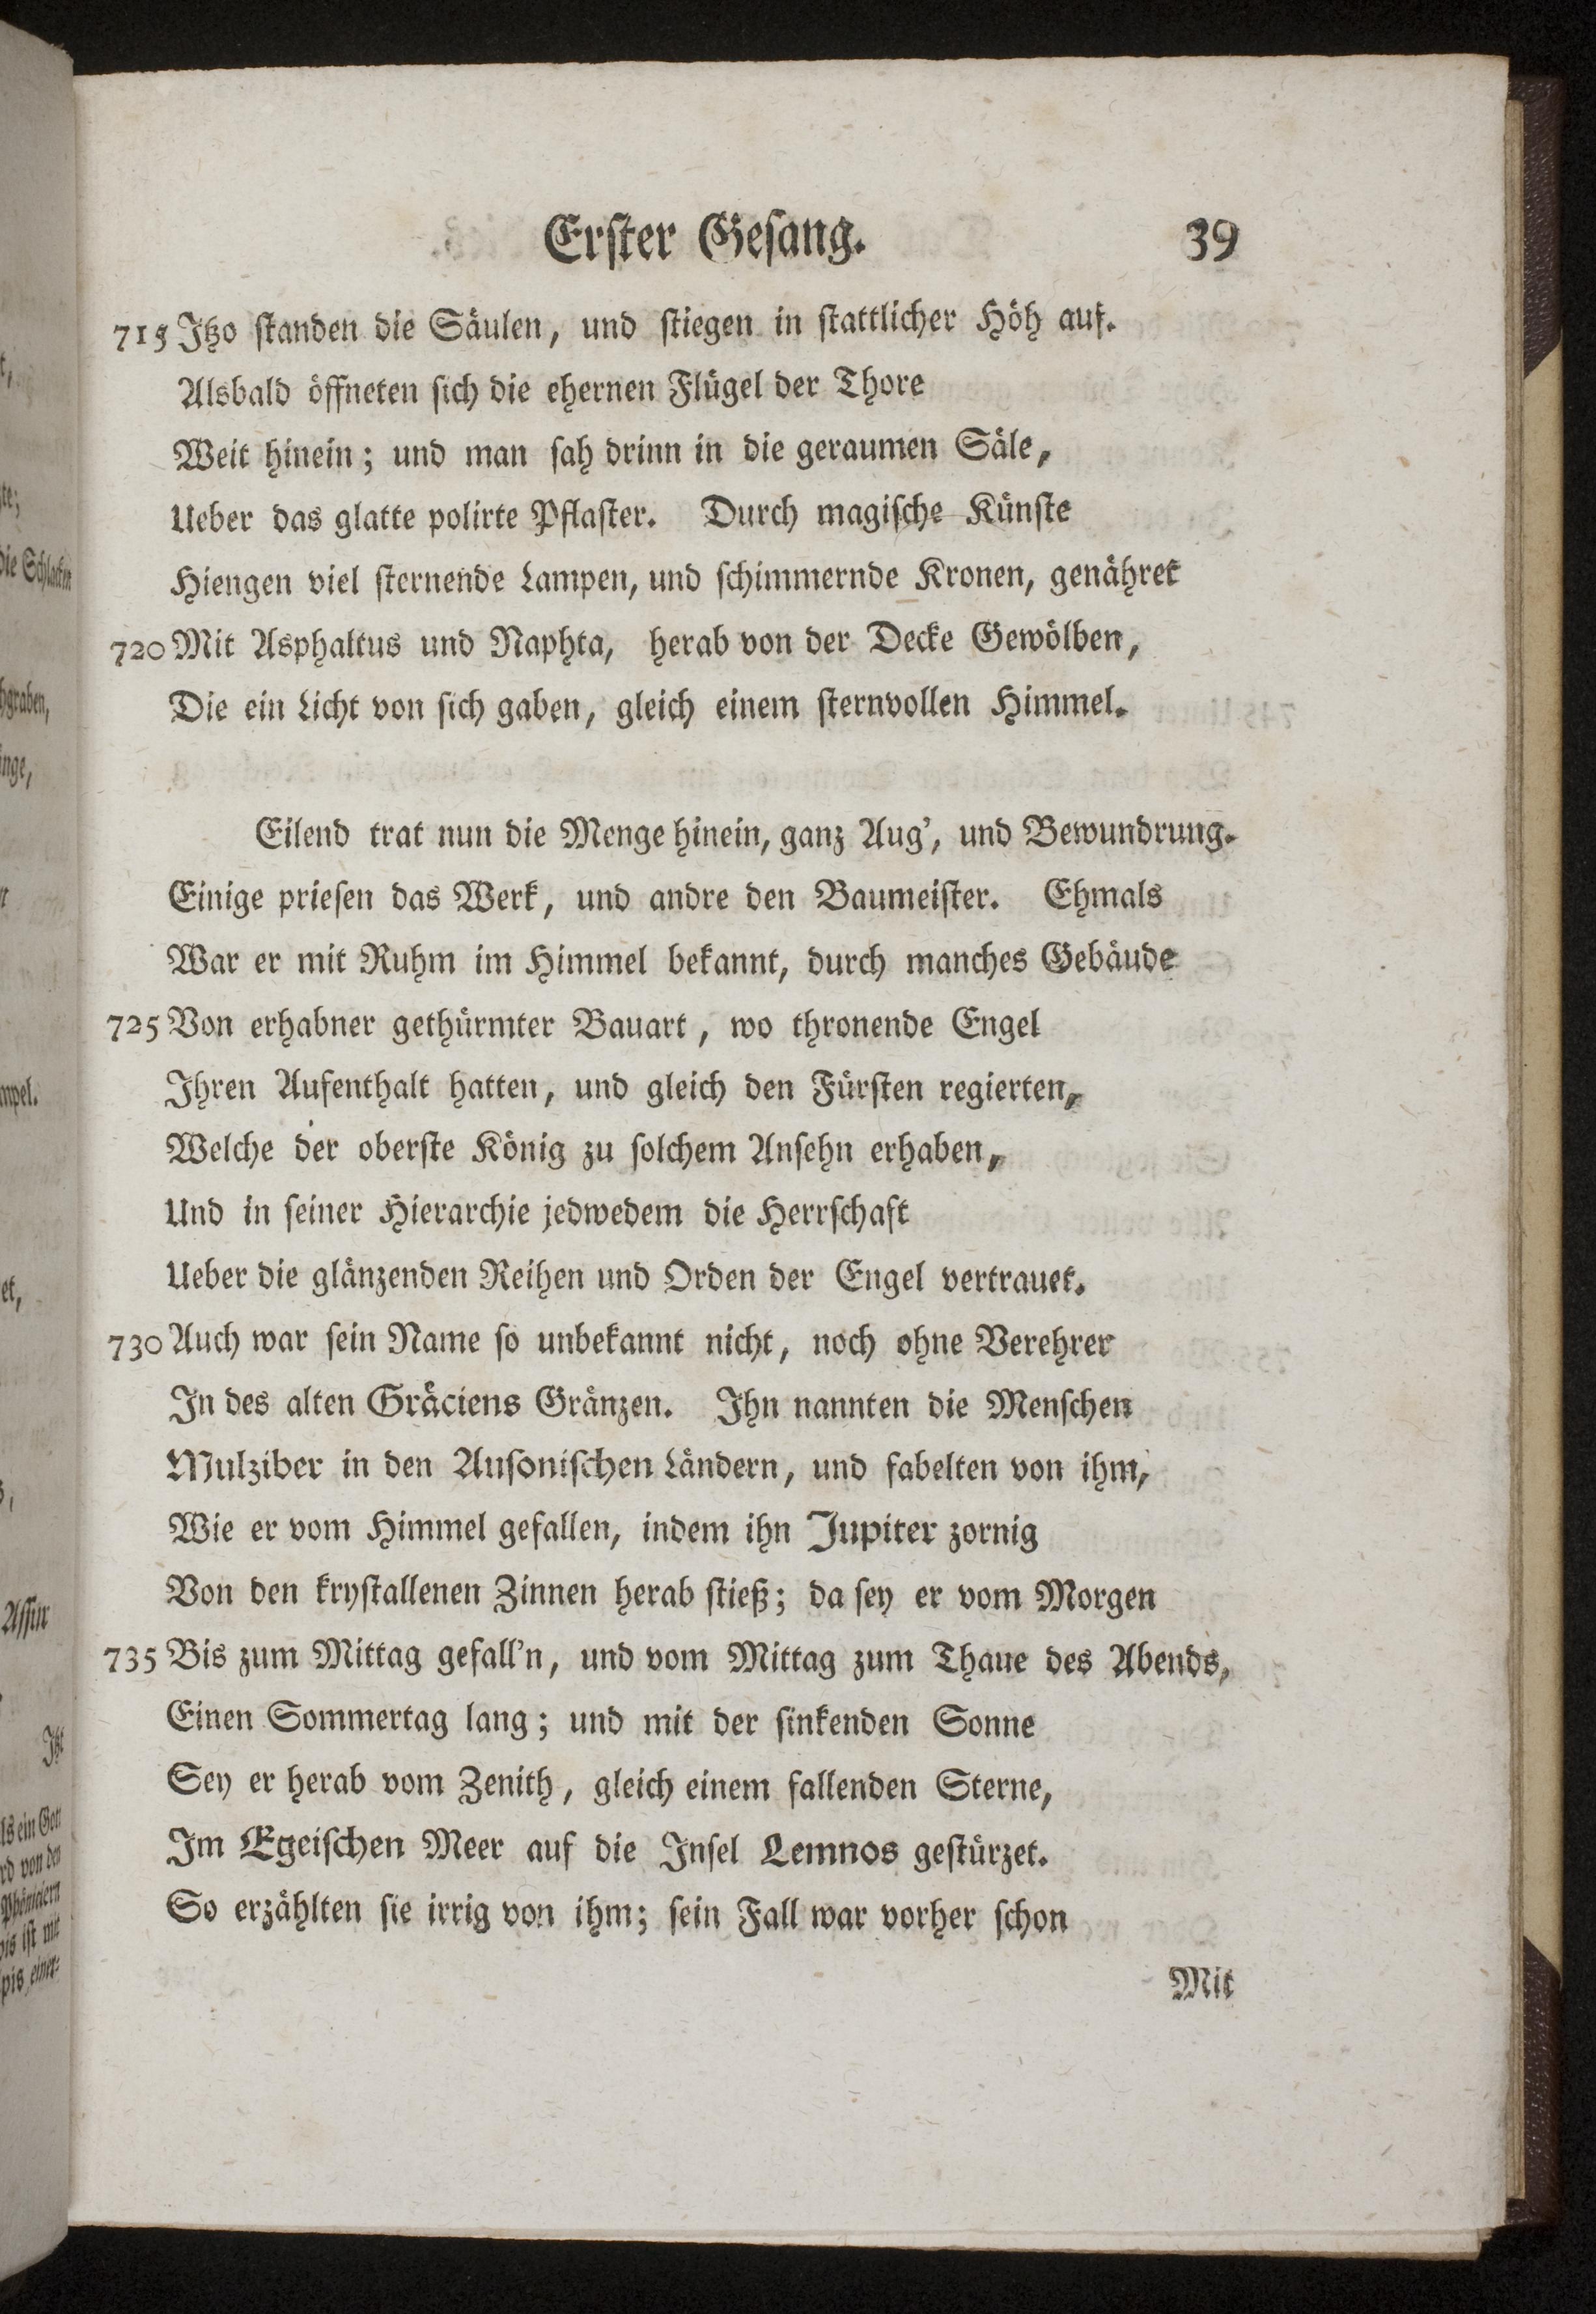 Erſter Geſang. 39
715 Itzo ſtanden die Säulen, und ſtiegen in ſtattlicher Höh auf.
Alsbald öffneten ſich die ehernen Flügel der Thore
Weit hinein; und man ſah drinn in die geraumen Säle,
Ueber das glatte polirte Pflaſter. Durch magiſche Künſte
Hiengen viel ſternende Lampen, und ſchimmernde Kronen, genähret
720 Mit Asphaltus und Naphta, herab von der Decke Gewölben,
Die ein Licht von ſich gaben, gleich einem ſternvollen Himmel.
Eilend trat nun die Menge hinein, ganz Aug', und Bewundrung.
Einige prieſen das Werk, und andre den Baumeiſter. Ehmals
War er mit Ruhm im Himmel bekannt, durch manches Gebäude
725 Von erhabner gethürmter Bauart, wo thronende Engel
Ihren Aufenthalt hatten, und gleich den Fürſten regierten,
Welche der oberſte König zu ſolchem Anſehn erhaben,
Und in ſeiner Hierarchie jedwedem die Herrſchaft
Ueber die glänzenden Reihen und Orden der Engel vertrauet.
730 Auch war ſein Name ſo unbekannt nicht, noch ohne Verehrer
In des alten Gräciens Gränzen. Ihn nannten die Menſchen
Mulziber in den Auſoniſchen Ländern, und fabelten von ihm,
Wie er vom Himmel gefallen, indem ihn Jupiter zornig
Von den kryſtallenen Zinnen herab ſtieß; da ſey er vom Morgen
735 Bis zum Mittag gefall'n, und vom Mittag zum Thaue des Abends,
Einen Sommertag lang; und mit der ſinkenden Sonne
Sey er herab vom Zenith, gleich einem fallenden Sterne,
Im Egeiſchen Meer auf die Inſel Lemnos geſtürzet.
So erzählten ſie irrig von ihm; ſein Fall war vorher ſchon
Mit